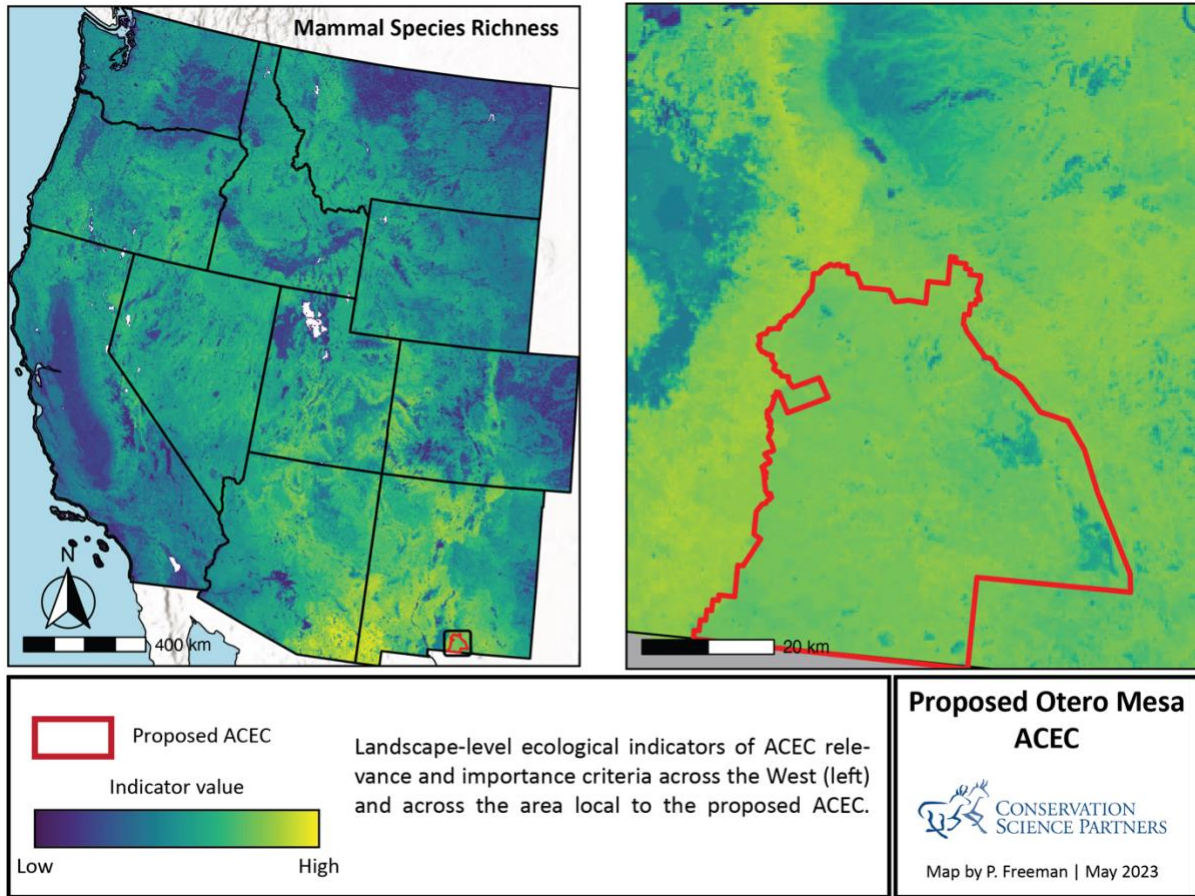 Mammal Species Richness
N
400 km
20 km
Proposed ACEC
Indicator value
Low
High
Landscape-level ecological indicators of ACEC rele-
vance and importance criteria across the West (left)
and across the area local to the proposed ACEC.
Proposed Otero Mesa
ACEC
CONSERVATION
SCIENCE PARTNERS
Map by P. Freeman | May 2023